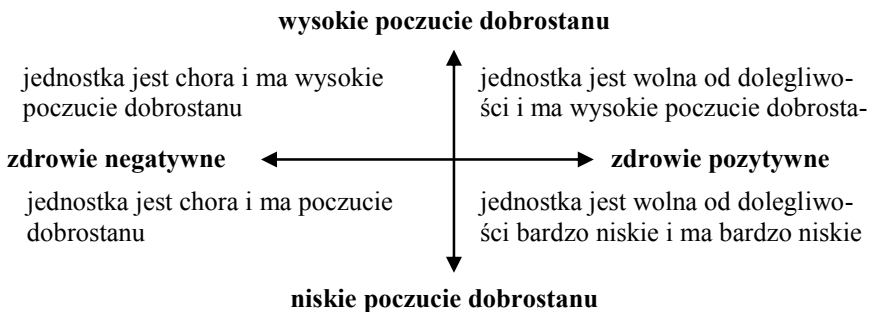 wysokie poczucie dobrostanu
jednostka jest chora i ma wysokie
poczucie dobrostanu
jednostka jest wolna od dolegliwo-
ści i ma wysokie poczucie dobrosta-
zdrowie negatywne
zdrowie pozytywne
jednostka jest chora i ma poczucie
dobrostanu
jednostka jest wolna od dolegliwo-
ści bardzo niskie i ma bardzo niskie
niskie poczucie dobrostanu